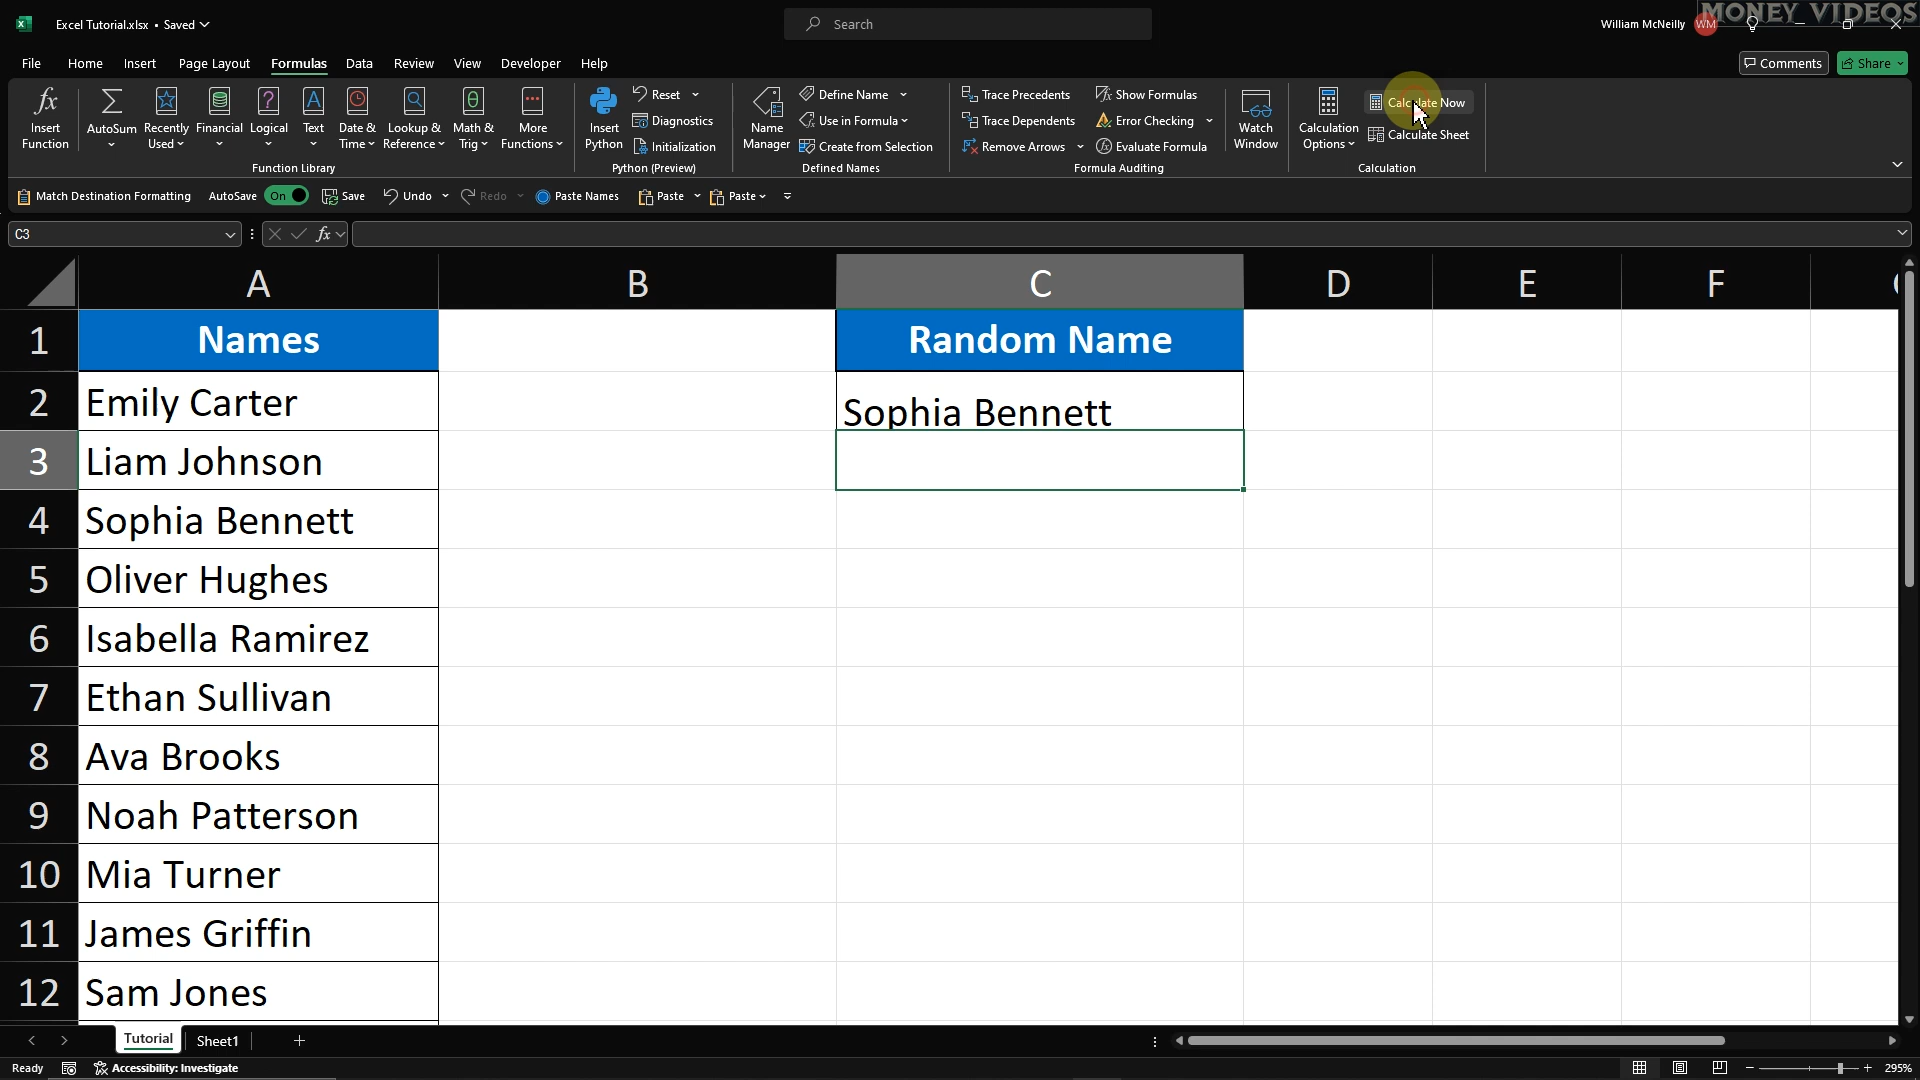 Excel Tutorial.xlsx • Saved
Search
William McNeilly
WM
MONEY VIDEOS
File Home Insert Page Layout Formulas Data Review View Developer Help
Comments
Share
Insert Function
AutoSum
Recently Used
Financial
Logical
Text
Date & Time
Lookup & Reference
Math & Trig
More Functions
Function Library
Insert Python
Reset
Diagnostics
Initialization
Python (Preview)
Name Manager
Define Name
Use in Formula
Create from Selection
Defined Names
Trace Precedents
Trace Dependents
Remove Arrows
Show Formulas
Error Checking
Evaluate Formula
Formula Auditing
Watch Window
Calculation Options
Calculate Now
Calculate Sheet
Calculation
Match Destination Formatting AutoSave On Save Undo Redo Paste Names Paste Paste
C3
fx
A B C D E F
1 Names Random Name
2 Emily Carter Sophia Bennett
3 Liam Johnson
4 Sophia Bennett
5 Oliver Hughes
6 Isabella Ramirez
7 Ethan Sullivan
8 Ava Brooks
9 Noah Patterson
10 Mia Turner
11 James Griffin
12 Sam Jones
Tutorial Sheet1
Ready Accessibility: Investigate
295%